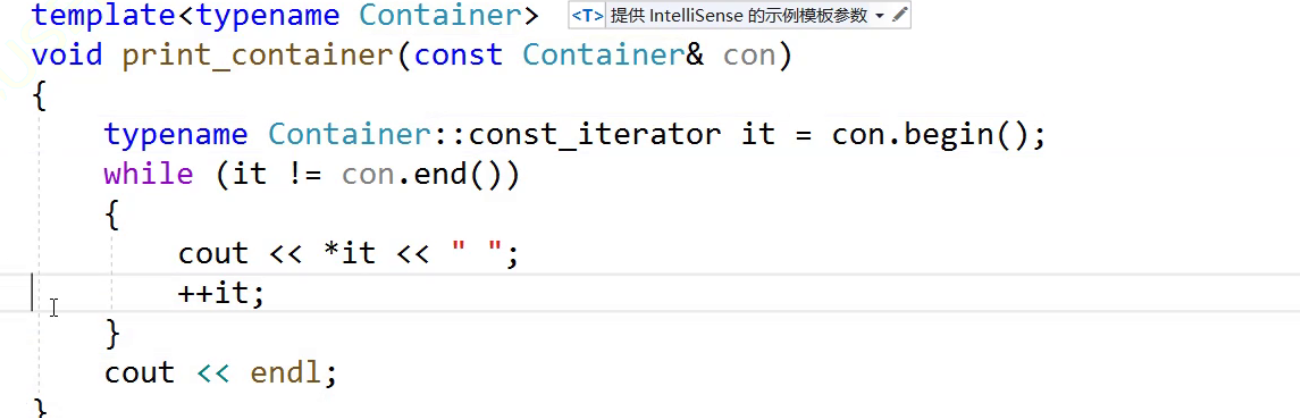 template<typename Container> <T> 提供 IntelliSense 的示例模板参数
void print_container(const Container& con)
{
typename Container::const_iterator it = con.begin();
while (it != con.end())
{
cout << *it << " ";
++it;
}
cout << endl;
}